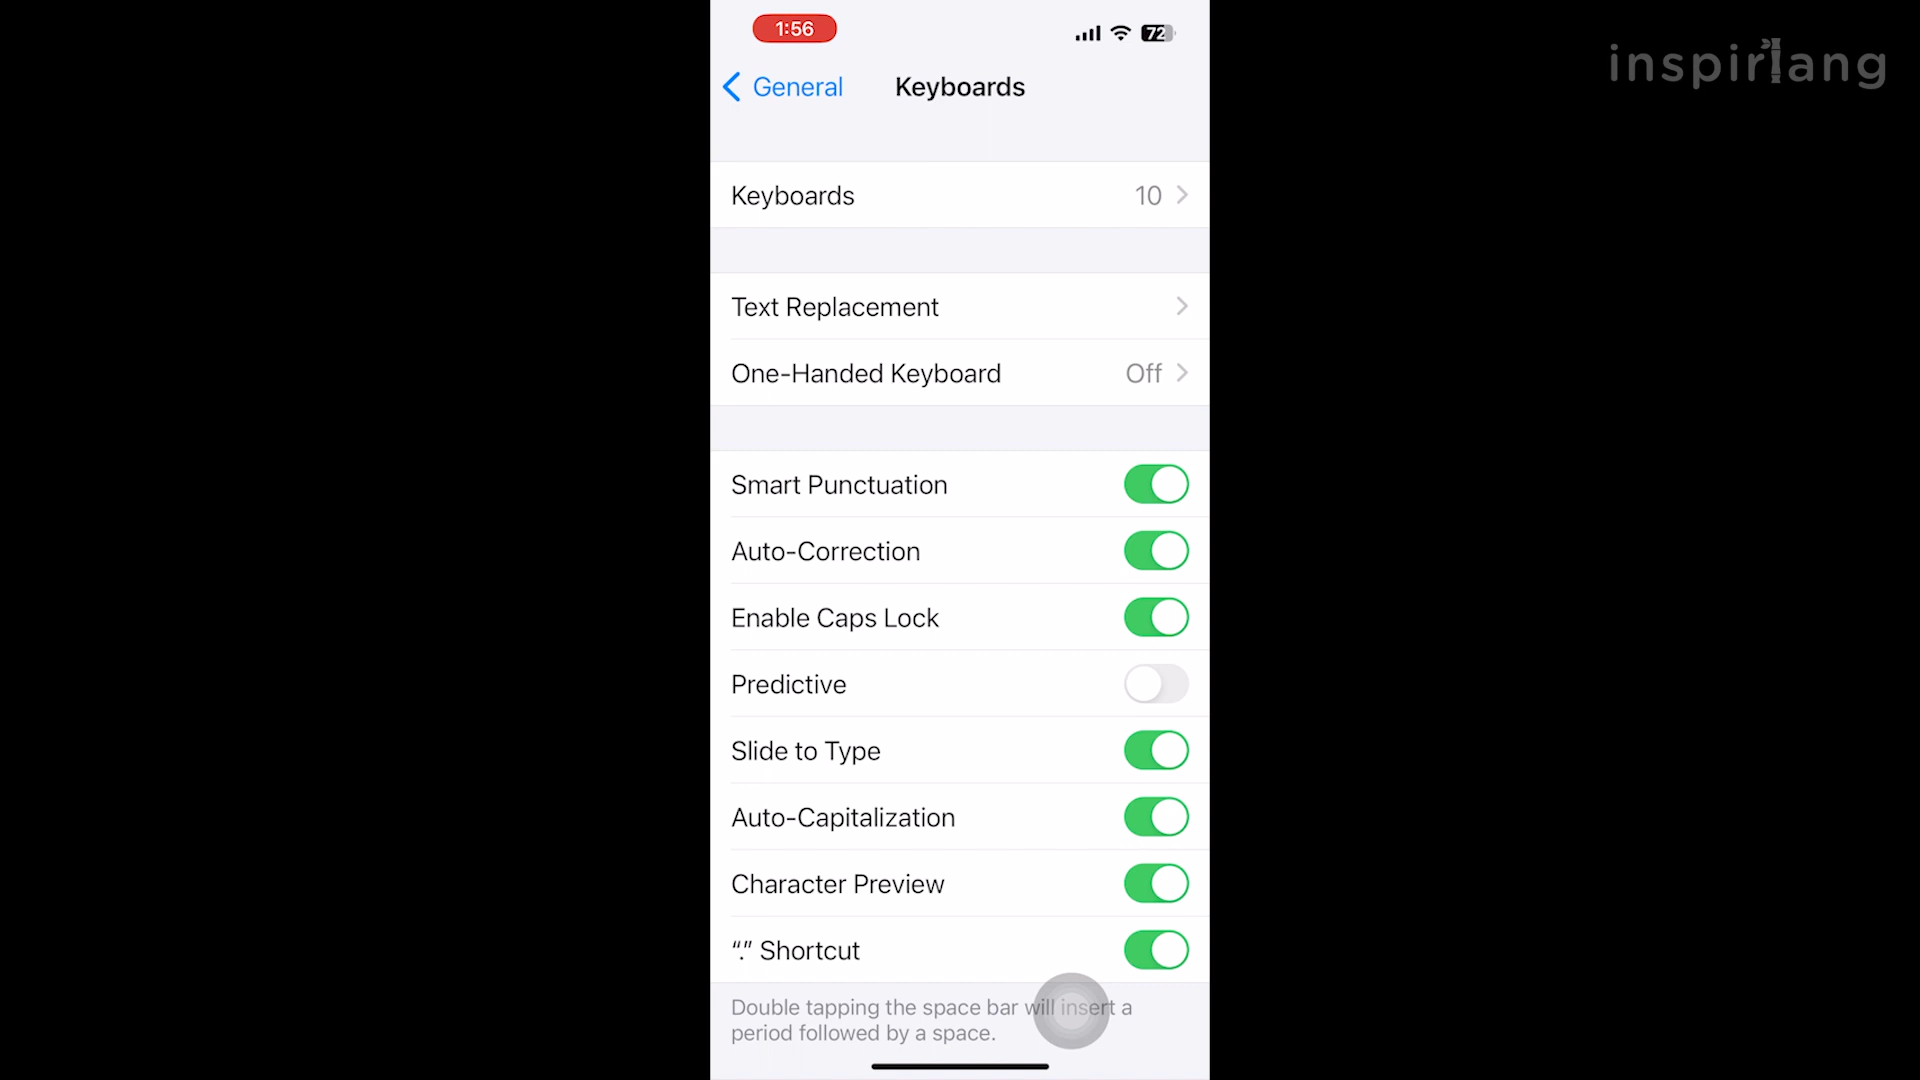 1:56
72
inspirlang
General
Keyboards
Keyboards 10
Text Replacement
One-Handed Keyboard Off
Smart Punctuation
Auto-Correction
Enable Caps Lock
Predictive
Slide to Type
Auto-Capitalization
Character Preview
“.” Shortcut
Double tapping the space bar will insert a
period followed by a space.